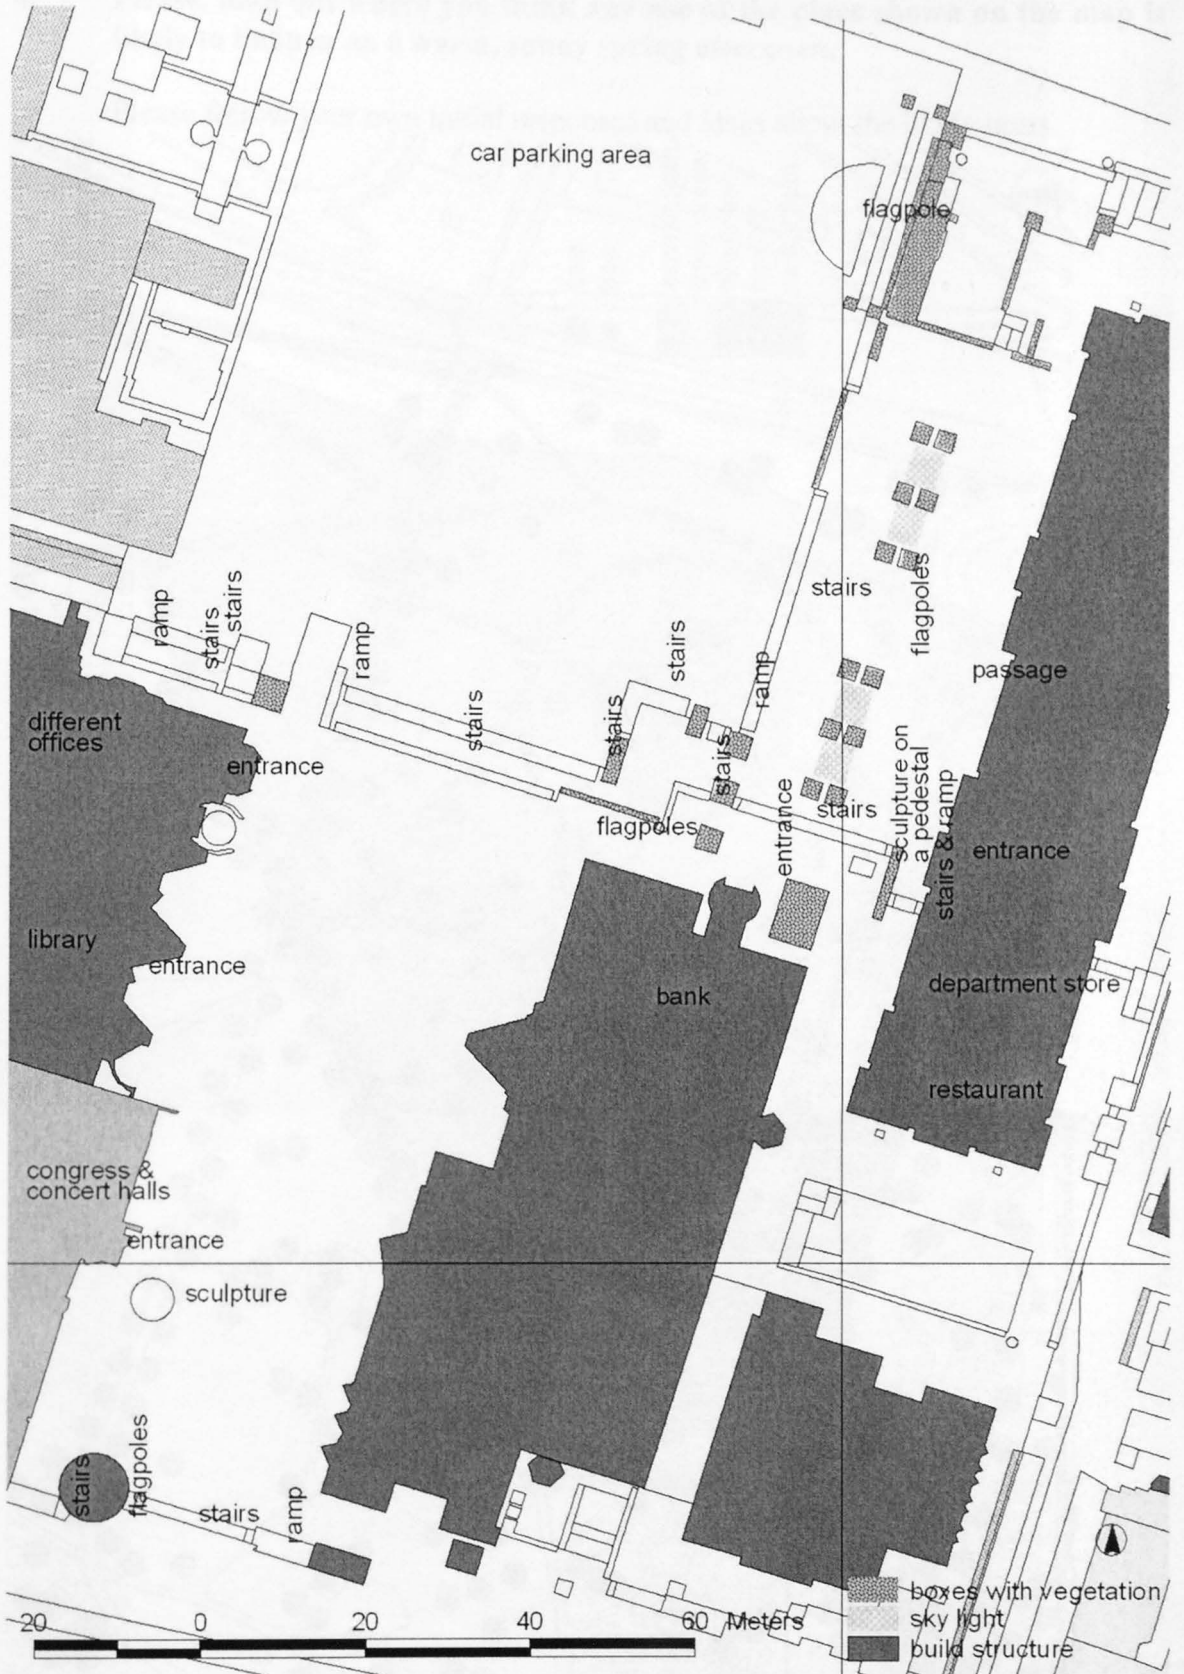 car parking area
flagpole
stairs
flagpoles
ramp
stairs
stairs
ramp
stairs
stairs
stairs
ramp
passage
different
offices
entrance
stairs
sculpture on
a pedestal
stairs
flagpoles
entrance
stairs & ramp
entrance
library
entrance
bank
department store
restaurant
congress &
concert halls
entrance
sculpture
stairs
flagpoles
stairs
ramp
20 0 20 40 60 Meters
boxes with vegetation
sky light
build structure